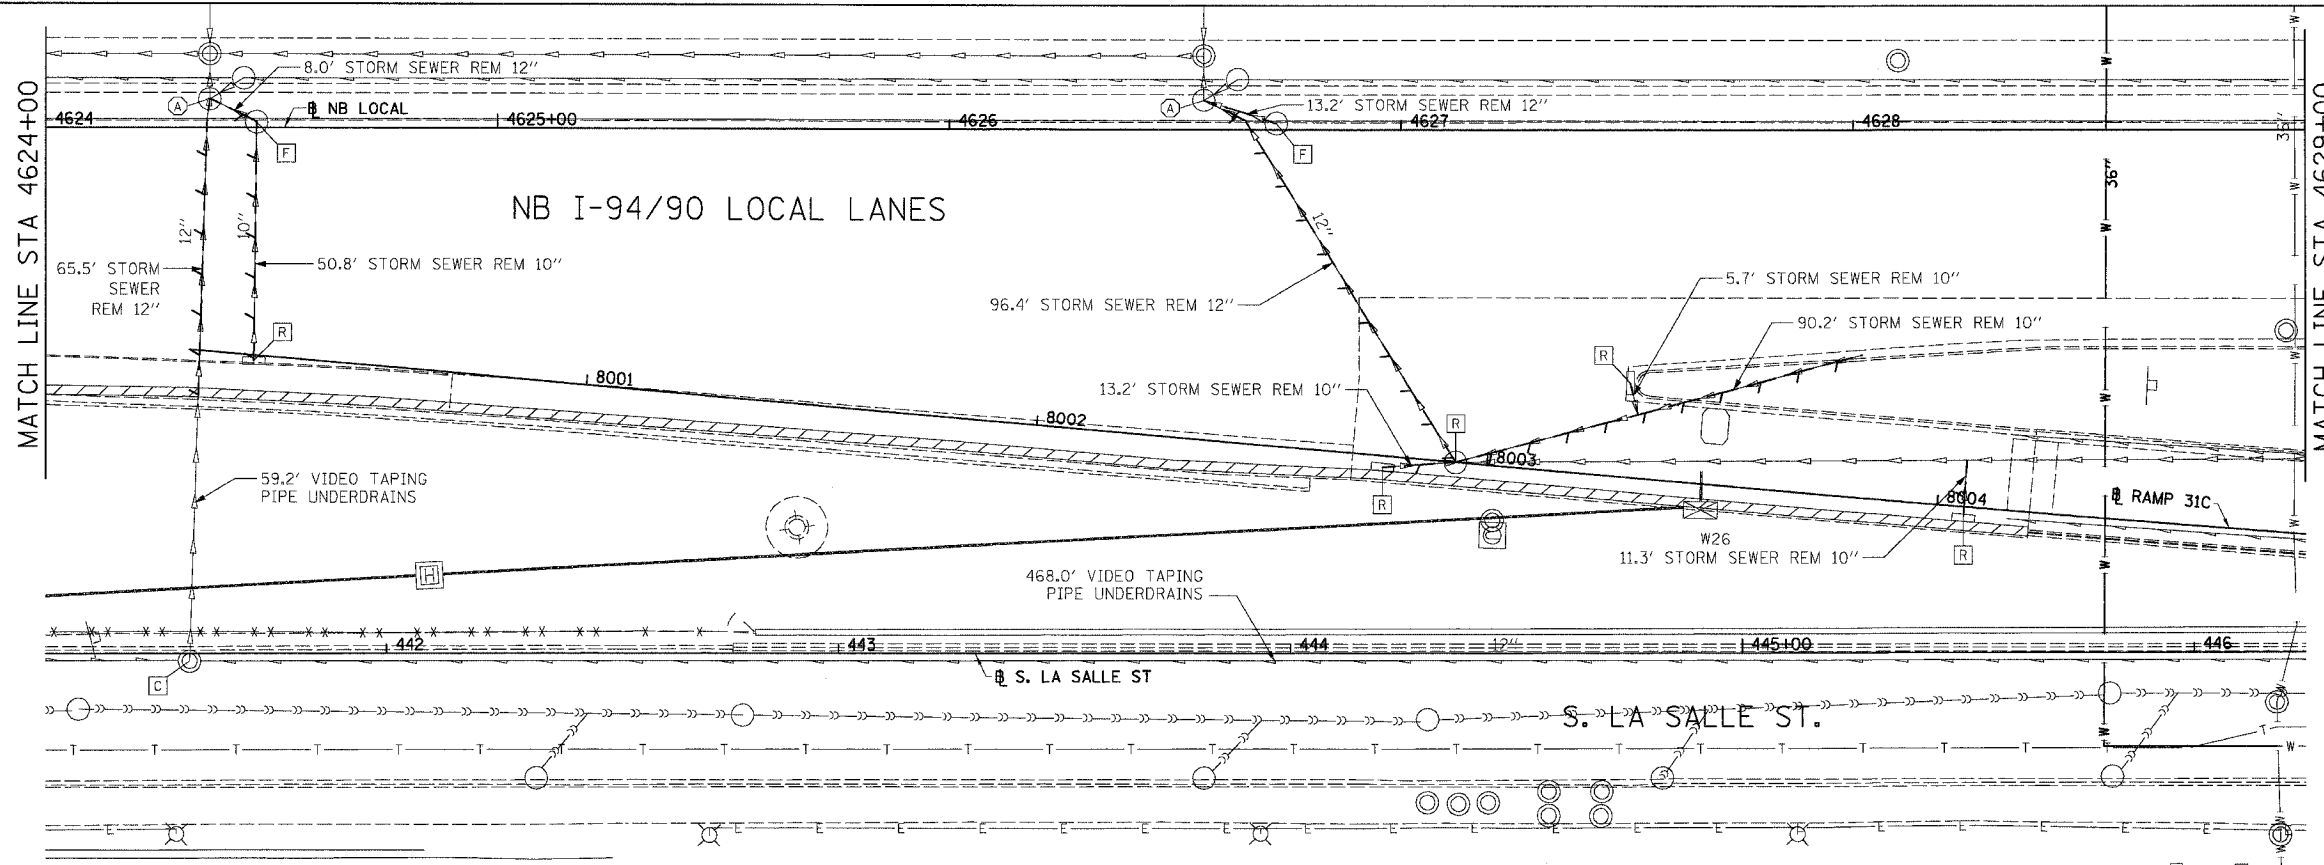 MATCH LINE STA 4624+00
8.0' STORM SEWER REM 12"
A
℄ NB LOCAL
4624
4625+00
4626
A
13.2' STORM SEWER REM 12"
4627
4628
F
F
W
36"
36"
W
MATCH LINE STA 4629+00
NB I-94/90 LOCAL LANES
12"
10"
12"
65.5' STORM
SEWER
REM 12"
50.8' STORM SEWER REM 10"
96.4' STORM SEWER REM 12"
5.7' STORM SEWER REM 10"
90.2' STORM SEWER REM 10"
R
R
8001
13.2' STORM SEWER REM 10"
8002
R
8003
R
59.2' VIDEO TAPING
PIPE UNDERDRAINS
8004
℄ RAMP 31C
W26
11.3' STORM SEWER REM 10"
R
H
468.0' VIDEO TAPING
PIPE UNDERDRAINS
442
443
444
12"
445+00
446
C
℄ S. LA SALLE ST
S. LA SALLE ST.
T T T T T T T T T T T T T T T T T T T T T T T T T T T
W
E E E E E E E E E E E E E E E E E E E